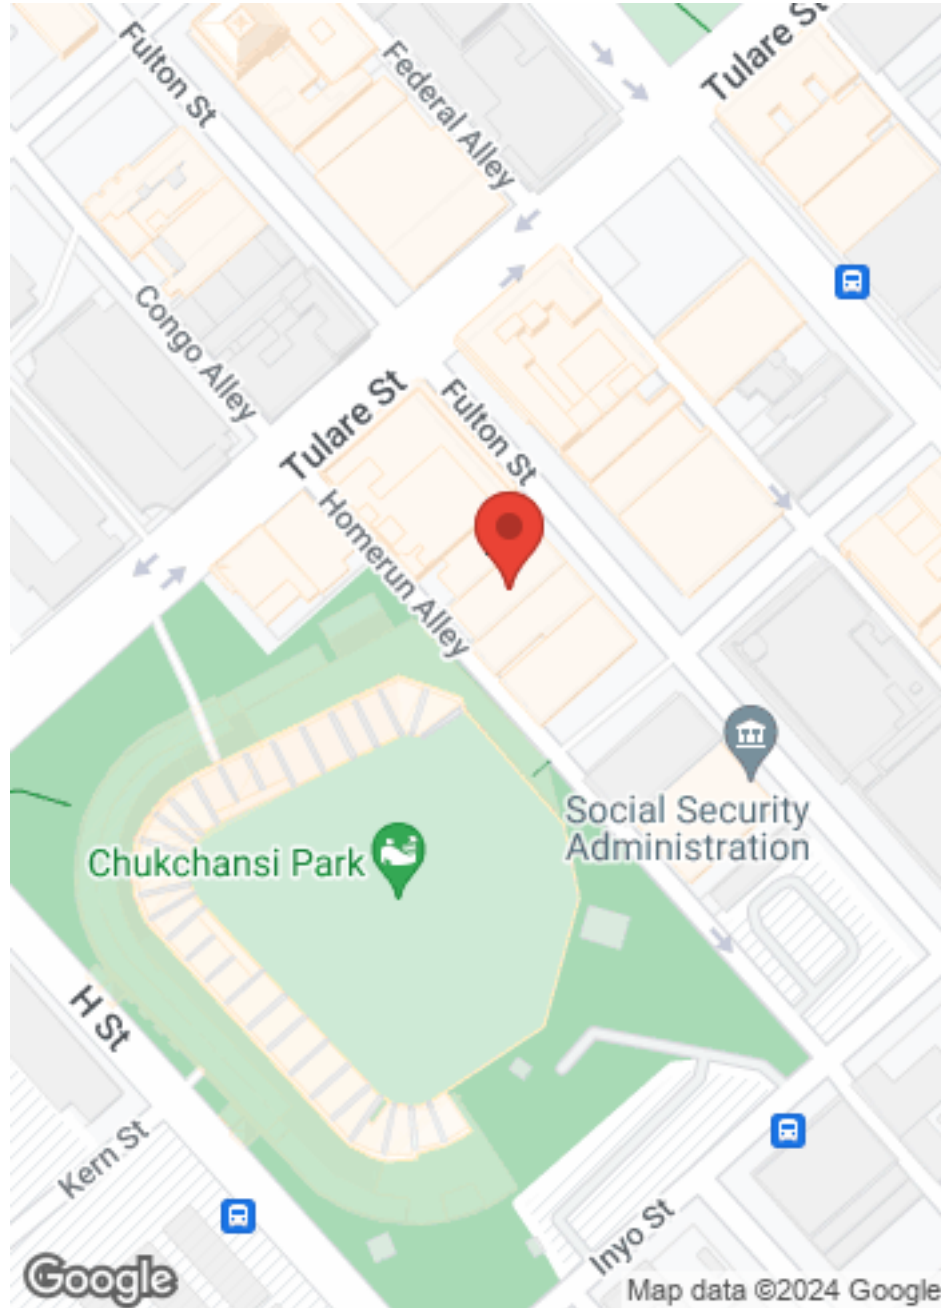 Fulton St
Federal Alley
Tulare St
Congo Alley
Tulare St
Fulton St
Homerun Alley
Social Security
Administration
Chukchansi Park
H St
Kern St
Inyo St
Google
Map data ©2024 Google